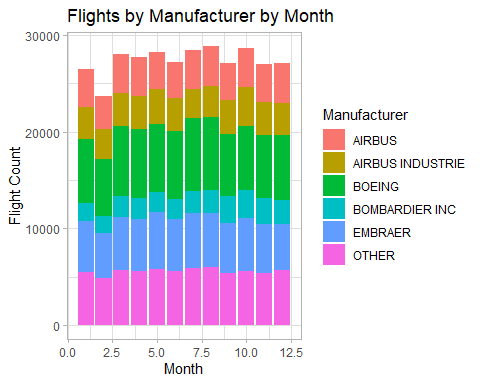 Flights by Manufacturer by Month
30000
20000
10000
0
Flight Count
0.0 2.5 5.0 7.5 10.0 12.5
Month
Manufacturer
AIRBUS
AIRBUS INDUSTRIE
BOEING
BOMBARDIER INC
EMBRAER
OTHER